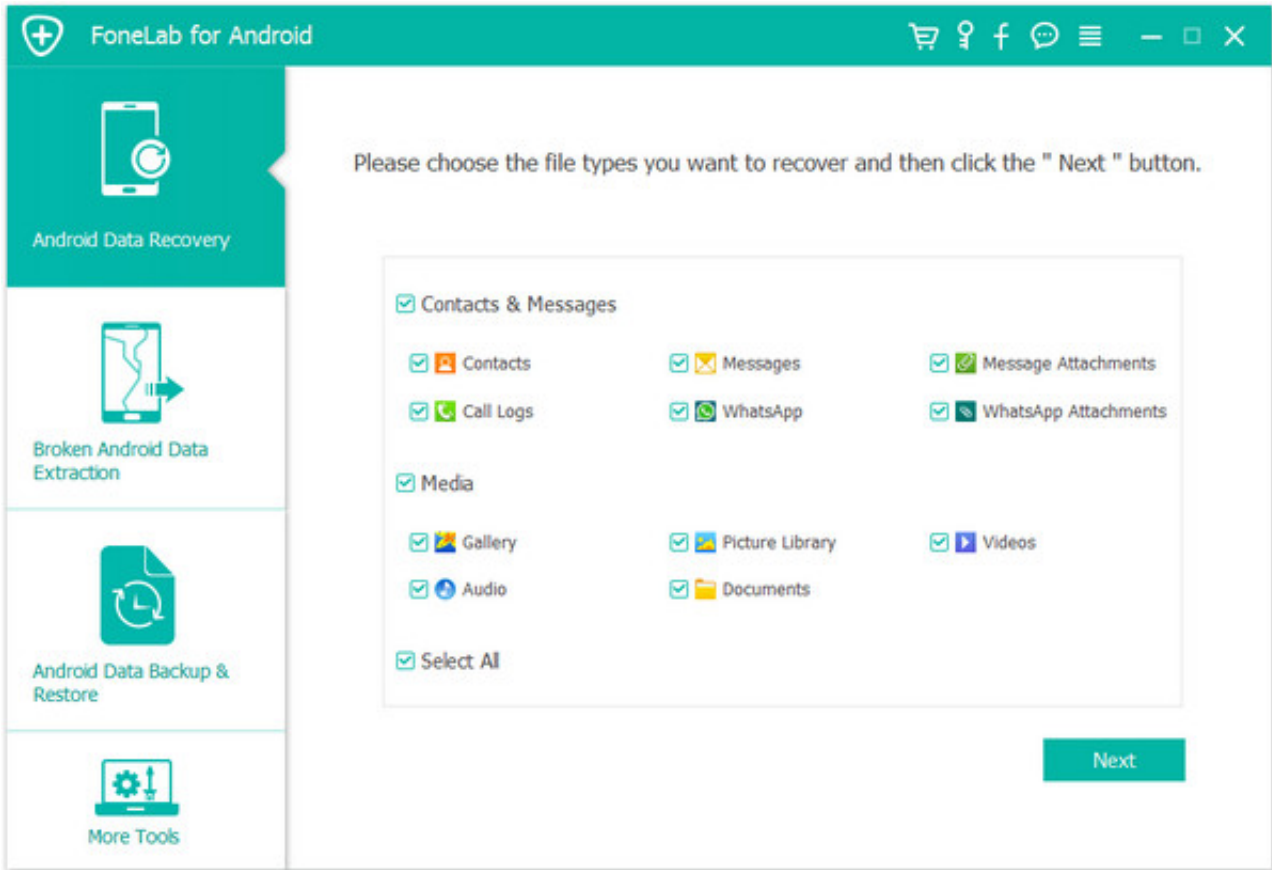 FoneLab for Android
Android Data Recovery
Broken Android Data
Extraction
Android Data Backup &
Restore
More Tools
Please choose the file types you want to recover and then click the " Next " button.
Contacts & Messages
Contacts Messages Message Attachments
Call Logs WhatsApp WhatsApp Attachments
Media
Gallery Picture Library Videos
Audio Documents
Select All
Next